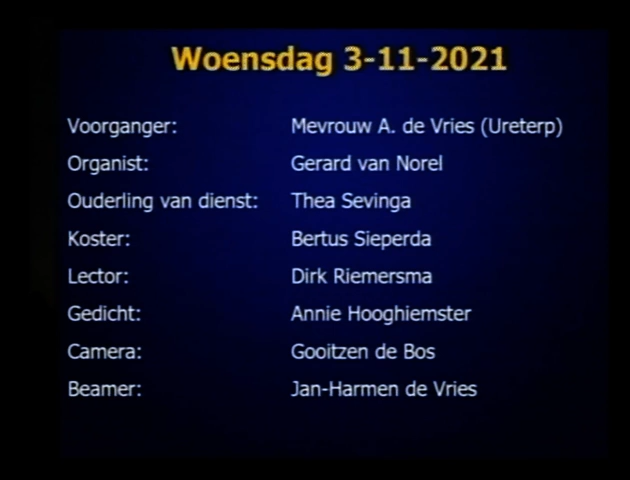 Woensdag 3-11-2021
Voorganger: Mevrouw A. de Vries (Ureterp)
Organist: Gerard van Norel
Ouderling van dienst: Thea Sevinga
Koster: Bertus Sieperda
Lector: Dirk Riemersma
Gedicht: Annie Hooghiemster
Camera: Gooitzen de Bos
Beamer: Jan-Harmen de Vries